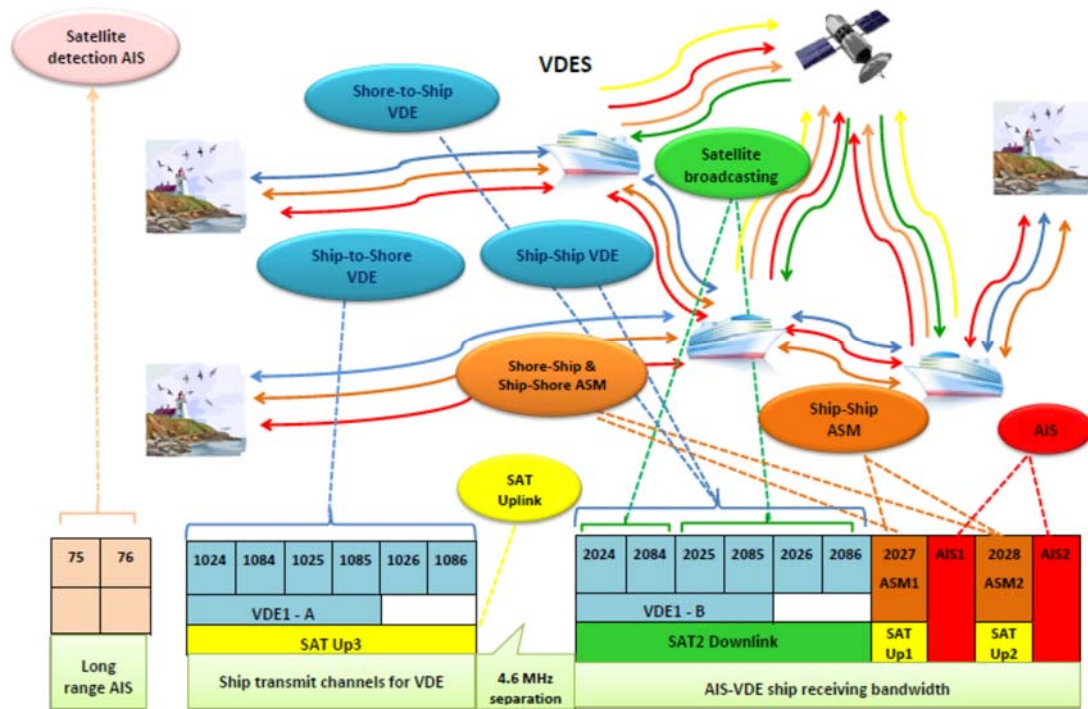 Satellite
detection AIS
VDES
Shore-to-Ship
VDE
Satellite
broadcasting
Ship-to-Shore
VDE
Ship-Ship VDE
Shore-Ship &
Ship-Shore ASM
Ship-Ship
ASM
AIS
SAT
Uplink
75 76
1024 1084 1025 1085 1026 1086
2024 2084 2025 2085 2026 2086 2027 AIS1 2028 AIS2
ASM1 ASM2
VDE1 - A
VDE1 - B
SAT Up3
SAT2 Downlink
SAT
Up1
SAT
Up2
Long
range AIS
Ship transmit channels for VDE
4.6 MHz
separation
AIS-VDE ship receiving bandwidth